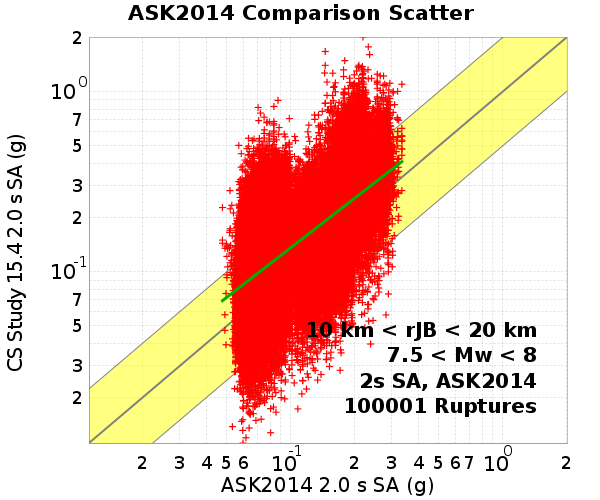 ASK2014 Comparison Scatter
CS Study 15.4 2.0 s SA (g)
2
10^0
7
5
3
2
10^-1
7
5
3
2
10 km < rJB < 20 km
7.5 < Mw < 8
2s SA, ASK2014
100001 Ruptures
2 3 4 5 6 10^-1 2 3 4 5 6 7 10^0 2
ASK2014 2.0 s SA (g)